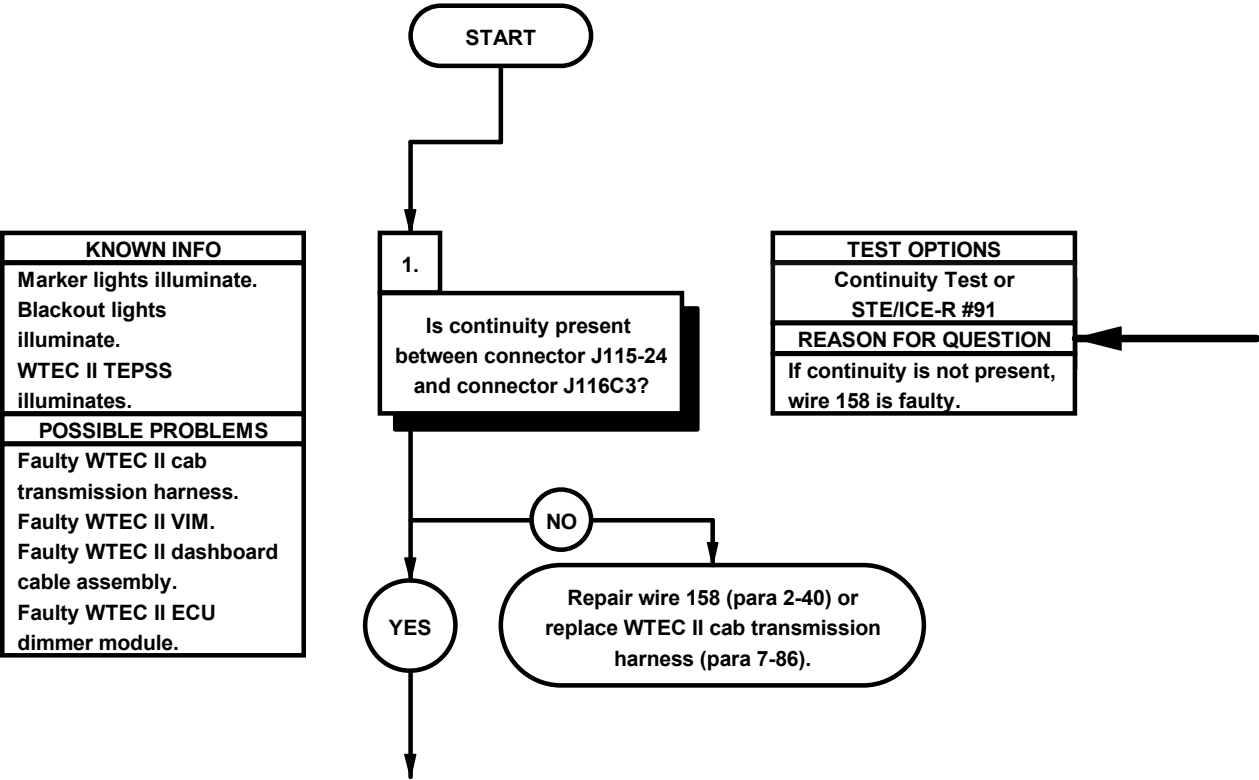 START
KNOWN INFO
Marker lights illuminate.
Blackout lights
illuminate.
WTEC II TEPSS
illuminates.
POSSIBLE PROBLEMS
Faulty WTEC II cab
transmission harness.
Faulty WTEC II VIM.
Faulty WTEC II dashboard
cable assembly.
Faulty WTEC II ECU
dimmer module.
1.
Is continuity present
between connector J115-24
and connector J116C3?
TEST OPTIONS
Continuity Test or
STE/ICE-R #91
REASON FOR QUESTION
If continuity is not present,
wire 158 is faulty.
NO
YES
Repair wire 158 (para 2-40) or
replace WTEC II cab transmission
harness (para 7-86).